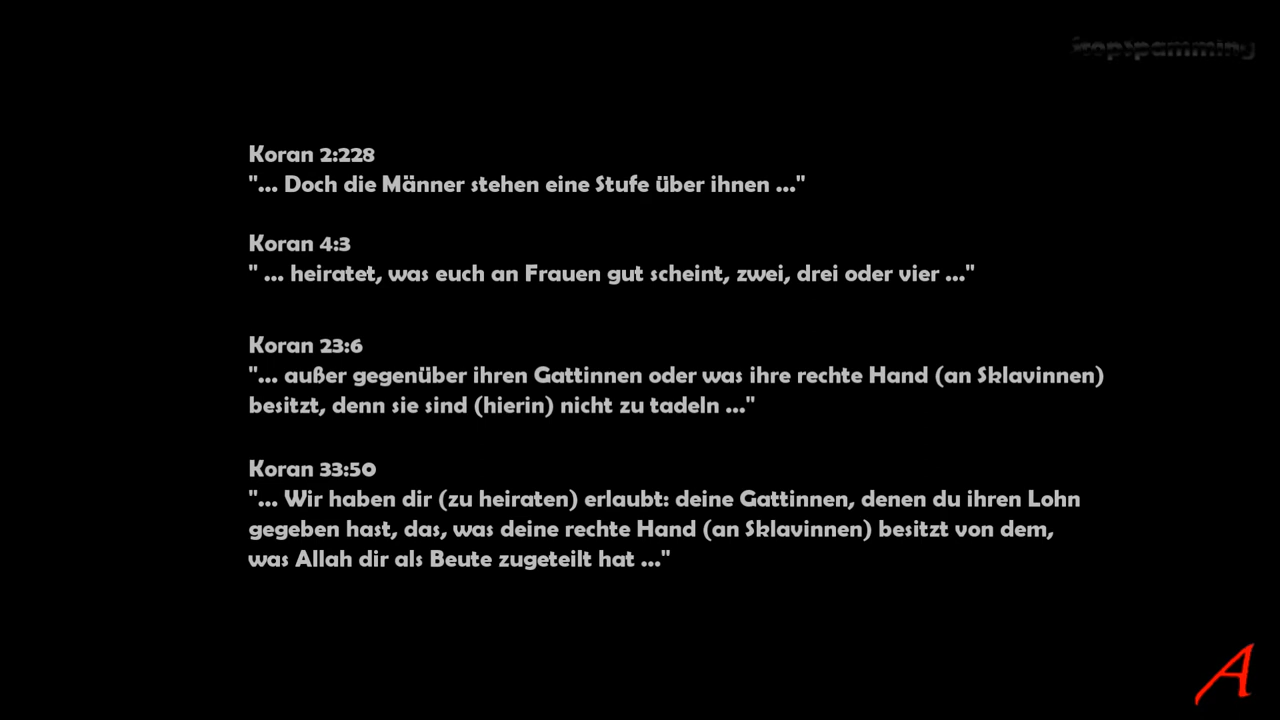 StopSpamming
Koran 2:228
"... Doch die Männer stehen eine Stufe über ihnen ..."
Koran 4:3
" ... heiratet, was euch an Frauen gut scheint, zwei, drei oder vier ..."
Koran 23:6
"... außer gegenüber ihren Gattinnen oder was ihre rechte Hand (an Sklavinnen)
besitzt, denn sie sind (hierin) nicht zu tadeln ..."
Koran 33:50
"... Wir haben dir (zu heiraten) erlaubt: deine Gattinnen, denen du ihren Lohn
gegeben hast, das, was deine rechte Hand (an Sklavinnen) besitzt von dem,
was Allah dir als Beute zugeteilt hat ..."
A